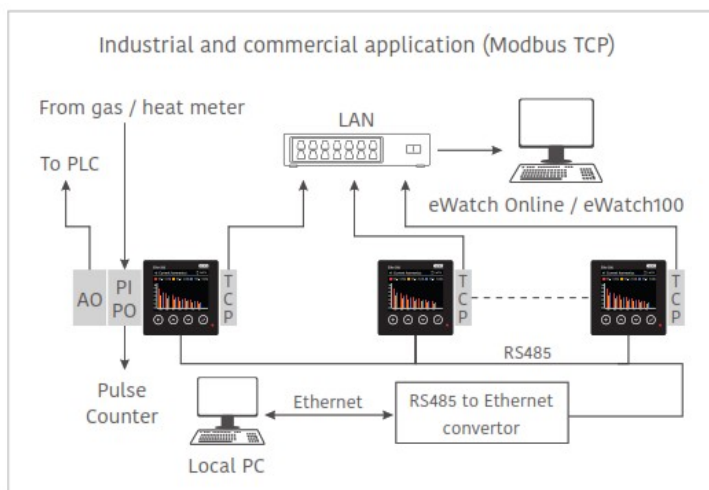 Industrial and commercial application (Modbus TCP)
From gas / heat meter
LAN
To PLC
eWatch Online / eWatch100
AO
PI
PO
TCP
TCP
TCP
RS485
Pulse
Counter
Ethernet
RS485 to Ethernet
convertor
Local PC